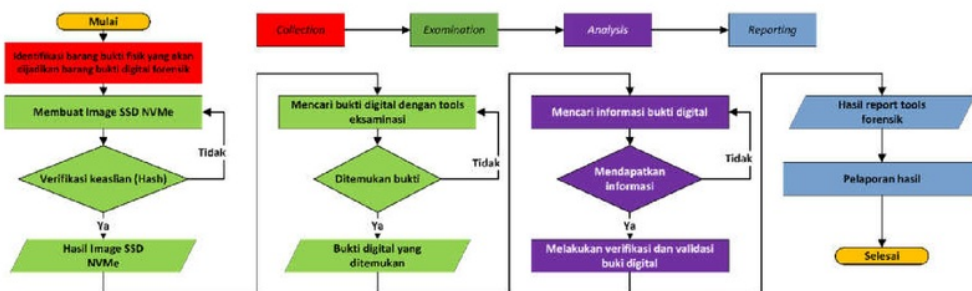 Mulai
Collection
Examination
Analysis
Reporting
Identifikasi barang bukti fisik yang akan
dijadikan barang bukti digital forensik
Membuat Image SSD NVMe
Tidak
Verifikasi keaslian (Hash)
Ya
Hasil Image SSD
NVMe
Mencari bukti digital dengan tools
eksaminasi
Tidak
Ditemukan bukti
Ya
Bukti digital yang
ditemukan
Mencari informasi bukti digital
Tidak
Mendapatkan
informasi
Ya
Melakukan verifikasi dan validasi
buki digital
Hasil report tools
forensik
Pelaporan hasil
Selesai